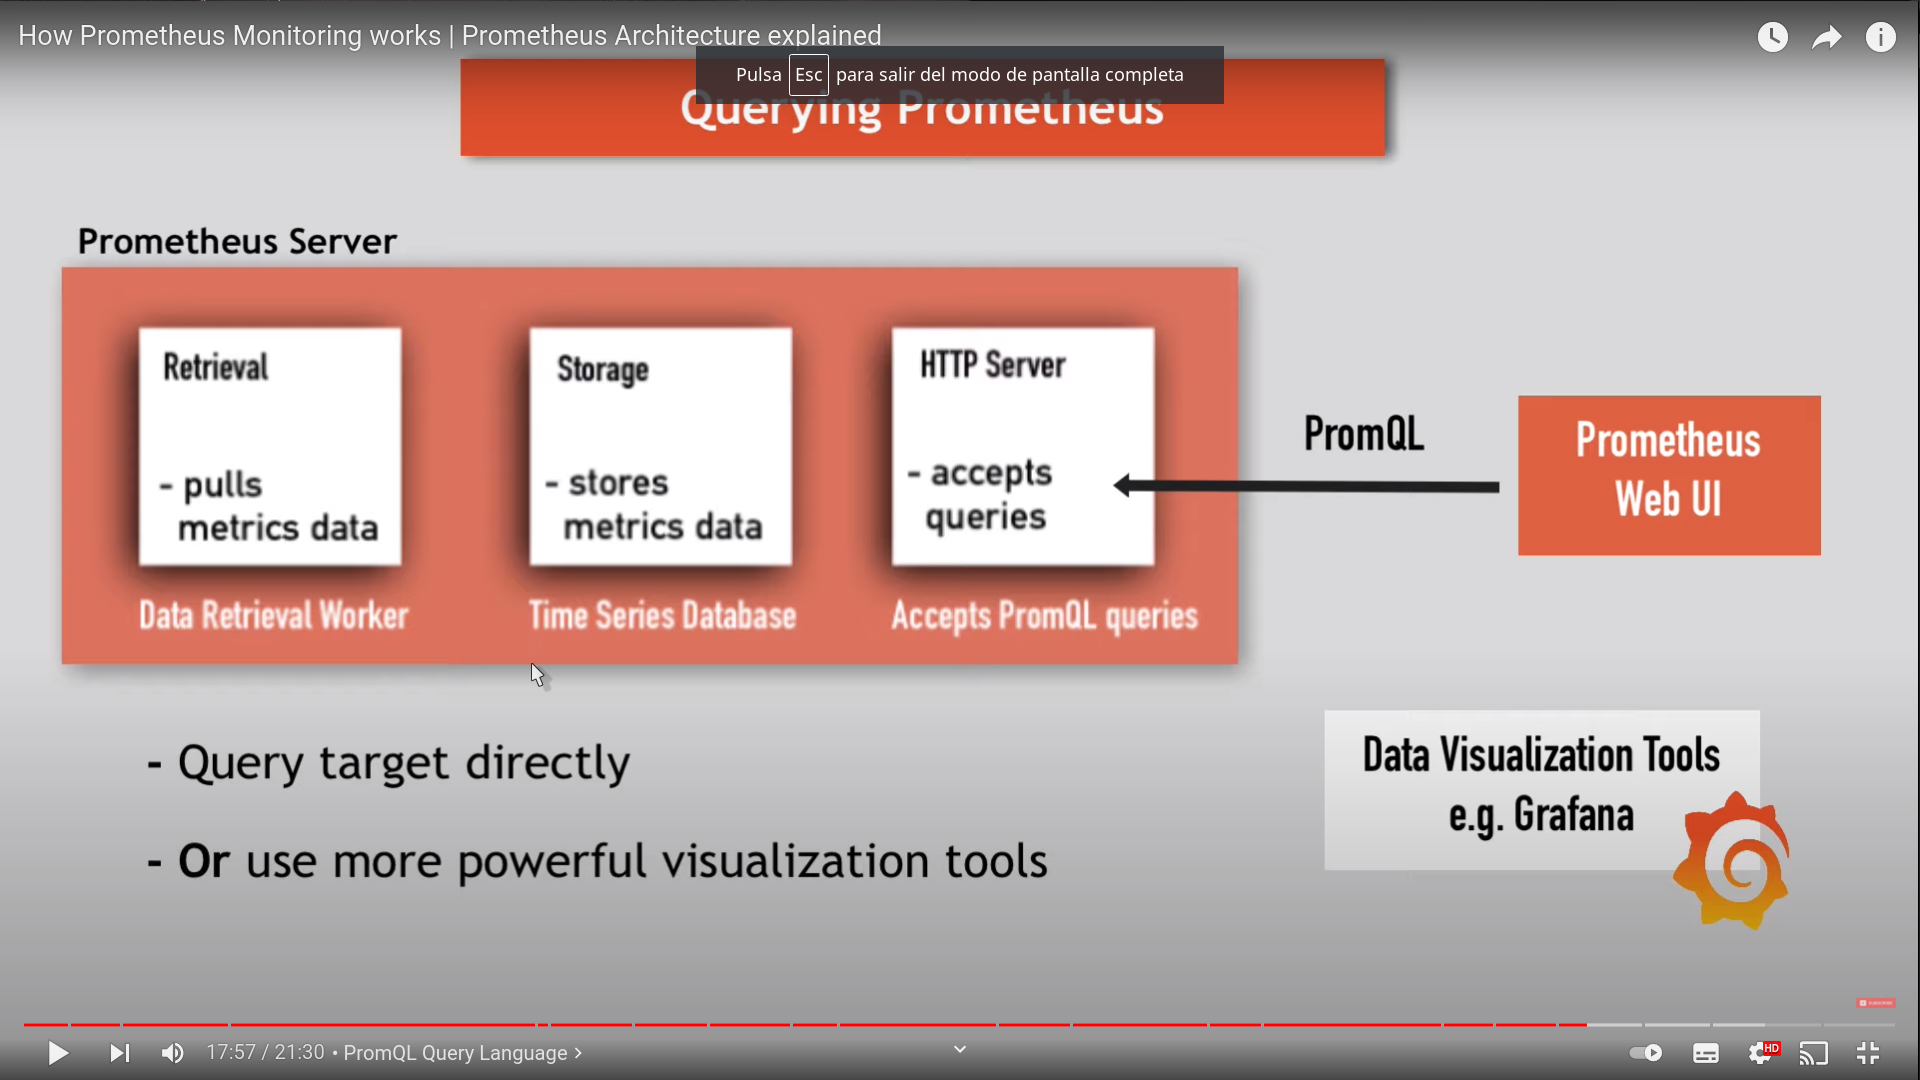 How Prometheus Monitoring works | Prometheus Architecture explained
Pulsa Esc para salir del modo de pantalla completa
Querying Prometheus
Prometheus Server
Retrieval
- pulls
metrics data
Data Retrieval Worker
Storage
- stores
metrics data
Time Series Database
HTTP Server
- accepts
queries
Accepts PromQL queries
PromQL
Prometheus
Web UI
- Query target directly
- Or use more powerful visualization tools
Data Visualization Tools
e.g. Grafana
SUBSCRIBE
17:57 / 21:30 • PromQL Query Language >
HD